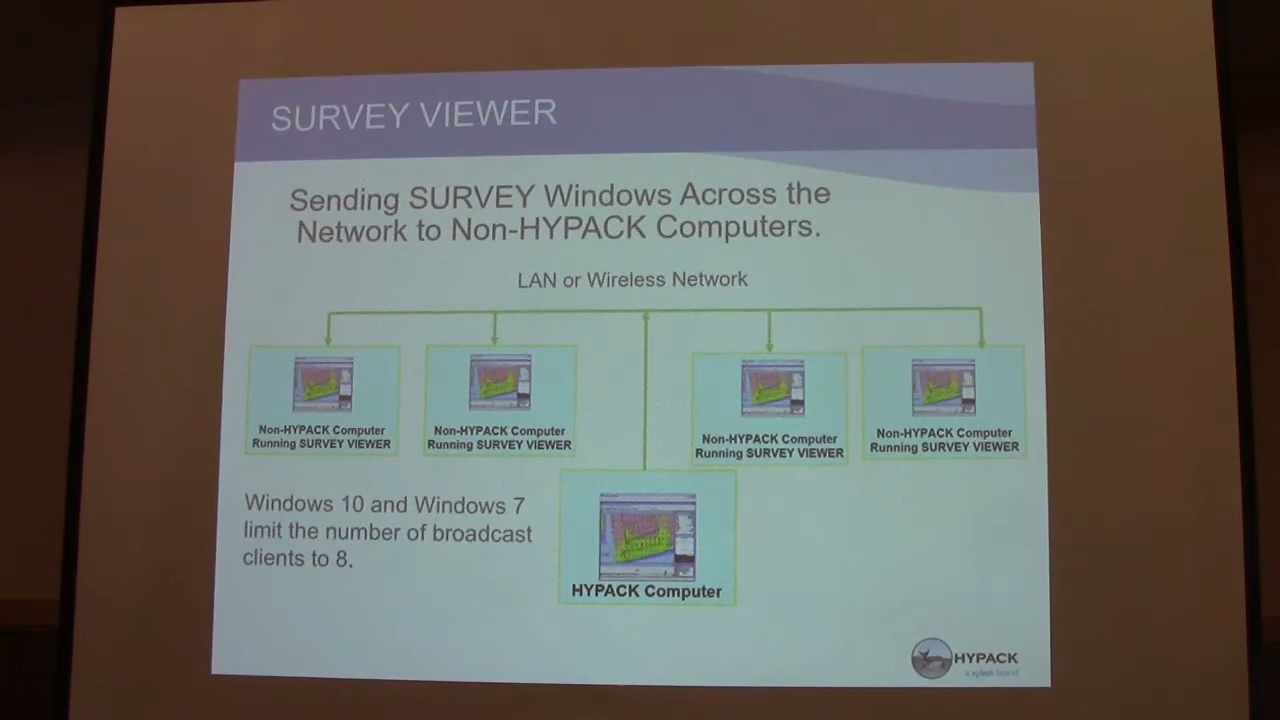 SURVEY VIEWER
Sending SURVEY Windows Across the
Network to Non-HYPACK Computers.
LAN or Wireless Network
Non-HYPACK Computer
Running SURVEY VIEWER
Non-HYPACK Computer
Running SURVEY VIEWER
Non-HYPACK Computer
Running SURVEY VIEWER
Non-HYPACK Computer
Running SURVEY VIEWER
Windows 10 and Windows 7
limit the number of broadcast
clients to 8.
HYPACK Computer
HYPACK
a xylem brand